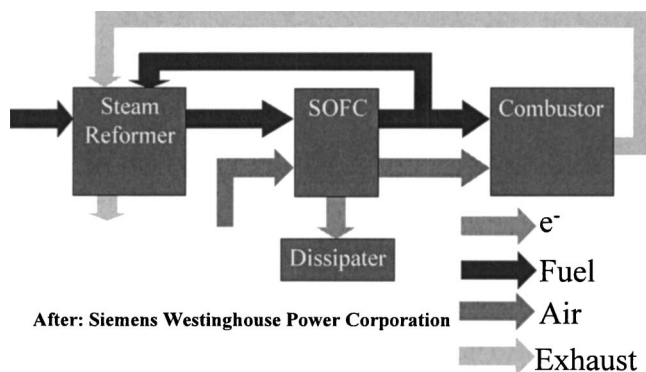 Steam
Reformer
SOFC
Combustor
Dissipater
e-
Fuel
Air
Exhaust
After: Siemens Westinghouse Power Corporation